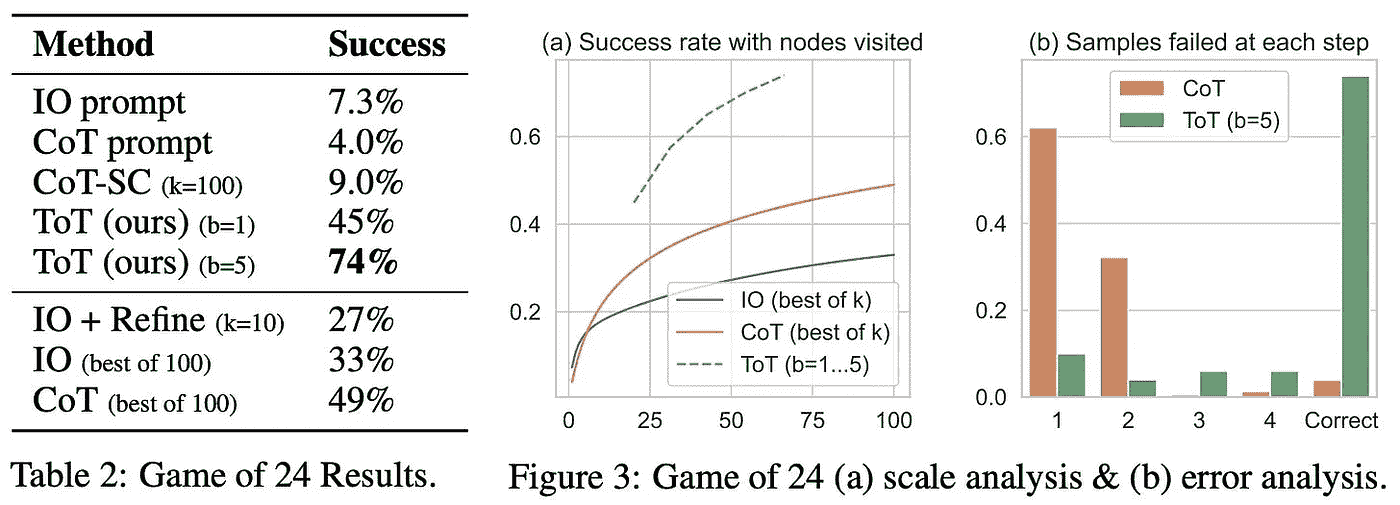 Method Success
IO prompt 7.3%
CoT prompt 4.0%
CoT-SC (k=100) 9.0%
ToT (ours) (b=1) 45%
ToT (ours) (b=5) 74%
IO + Refine (k=10) 27%
IO (best of 100) 33%
CoT (best of 100) 49%
Table 2: Game of 24 Results.
(a) Success rate with nodes visited
0.6
0.4
0.2
IO (best of k)
CoT (best of k)
ToT (b=1...5)
0 25 50 75 100
(b) Samples failed at each step
CoT
ToT (b=5)
0.6
0.4
0.2
0.0
1 2 3 4 Correct
Figure 3: Game of 24 (a) scale analysis & (b) error analysis.